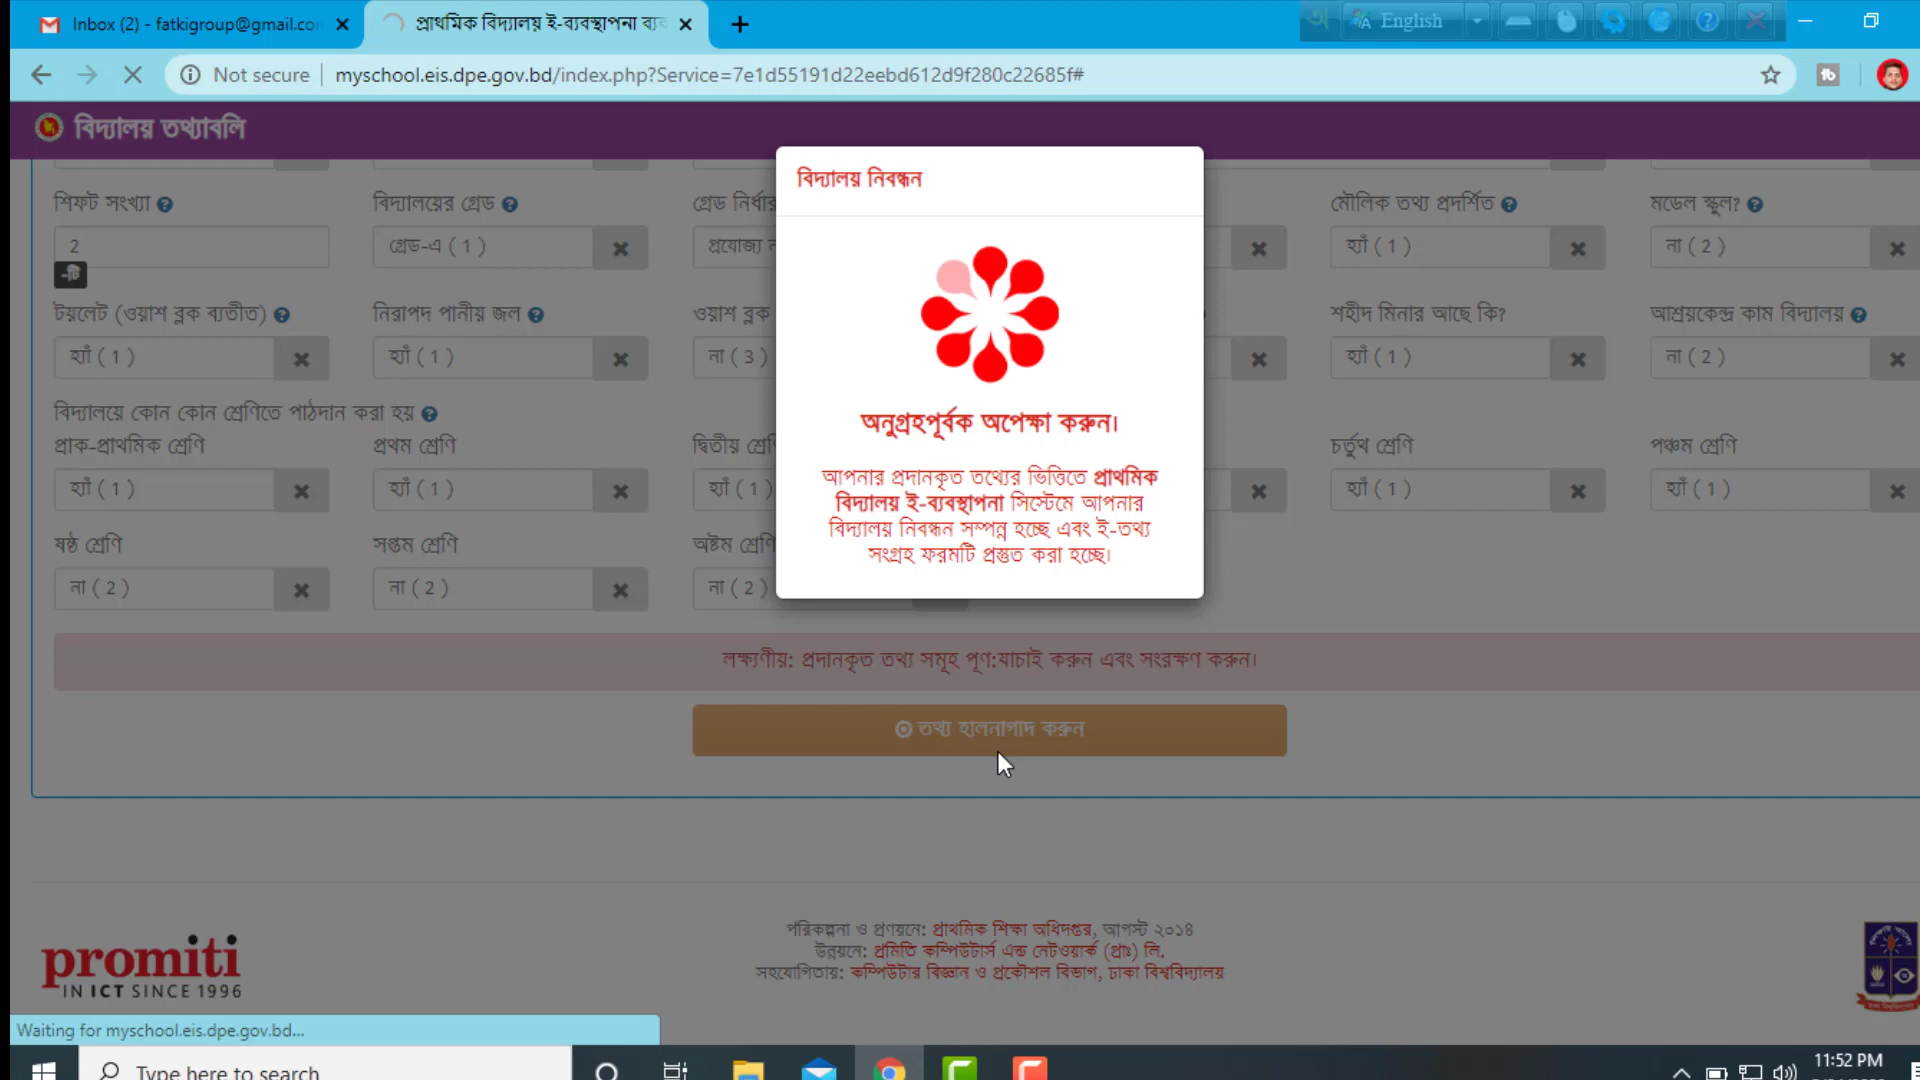 Inbox (2) - fatkigroup@gmail.com
প্রাথমিক বিদ্যালয় ই-ব্যবস্থাপনা ব্যব
English
Not secure myschool.eis.dpe.gov.bd/index.php?Service=7e1d55191d22eebd612d9f280c22685f#
বিদ্যালয় তথ্যাবলি
বিদ্যালয় নিবন্ধন
শিফট সংখ্যা বিদ্যালয়ের গ্রেড গ্রেড নির্ধার মৌলিক তথ্য প্রদর্শিত মডেল স্কুল?
2 গ্রেড-এ ( 1 ) প্রযোজ্য ন হ্যাঁ ( 1 ) না ( 2 )
-টি
টয়লেট (ওয়াশ ব্লক ব্যতীত) নিরাপদ পানীয় জল ওয়াশ ব্লক শহীদ মিনার আছে কি? আশ্রয়কেন্দ্র কাম বিদ্যালয়
হ্যাঁ ( 1 ) হ্যাঁ ( 1 ) না ( 3 ) হ্যাঁ ( 1 ) না ( 2 )
অনুগ্রহপূর্বক অপেক্ষা করুন।
আপনার প্রদানকৃত তথ্যের ভিত্তিতে প্রাথমিক
বিদ্যালয় ই-ব্যবস্থাপনা সিস্টেমে আপনার
বিদ্যালয় নিবন্ধন সম্পন্ন হচ্ছে এবং ই-তথ্য
সংগ্রহ ফরমটি প্রস্তুত করা হচ্ছে।
বিদ্যালয়ে কোন কোন শ্রেণিতে পাঠদান করা হয়
প্রাক-প্রাথমিক শ্রেণি প্রথম শ্রেণি দ্বিতীয় শ্রেণি চর্তুথ শ্রেণি পঞ্চম শ্রেণি
হ্যাঁ ( 1 ) হ্যাঁ ( 1 ) হ্যাঁ ( 1 ) হ্যাঁ ( 1 ) হ্যাঁ ( 1 )
ষষ্ঠ শ্রেণি সপ্তম শ্রেণি অষ্টম শ্রেণি
না ( 2 ) না ( 2 ) না ( 2 )
লক্ষ্যণীয়: প্রদানকৃত তথ্য সমূহ পূণ:যাচাই করুন এবং সংরক্ষণ করুন।
তথ্য হালনাগাদ করুন
পরিকল্পনা ও প্রণয়নে: প্রাথমিক শিক্ষা অধিদপ্তর, আগস্ট ২০১৪
উন্নয়নে: প্রমিতি কম্পিউটার্স এন্ড নেটওয়ার্ক (প্রাঃ) লি.
সহযোগিতায়: কম্পিউটার বিজ্ঞান ও প্রকৌশল বিভাগ, ঢাকা বিশ্ববিদ্যালয়
promiti
IN ICT SINCE 1996
Waiting for myschool.eis.dpe.gov.bd...
Type here to search
11:52 PM